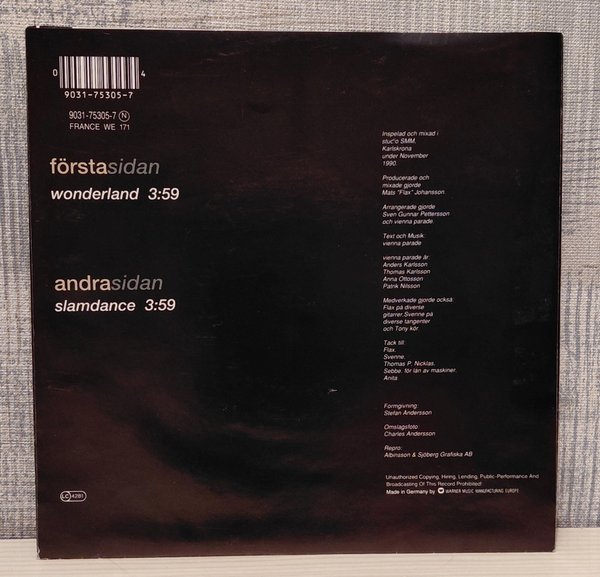 0 4
9031-75305-7
9031-75305-7 N
FRANCE WE 171
förstasidan
wonderland 3:59
andrasidan
slamdance 3:59
LC 4281
Inspelad och mixad i
stuc'o SMM,
Karlskrona
under November
1990.
Producerade och
mixade gjorde
Mats "Flax" Johansson.
Arrangerade gjorde
Sven Gunnar Pettersson
och vienna parade.
Text och Musik:
vienna parade
vienna parade är:
Anders Karlsson
Thomas Karlsson
Anna Ottosson
Patrik Nilsson
Medverkade gjorde också:
Flax på diverse
gitarrer,Svenne på
diverse tangenter
och Tony kör
Tack till:
Flax.
Svenne.
Thomas P. Nicklas.
Sebbe. för lån av maskiner.
Anita
Formgivning:
Stefan Andersson
Omslagsfoto:
Charles Andersson
Repro:
Albinsson & Sjöberg Grafiska AB
Unauthorized Copying, Hiring, Lending, Public-Performance And
Broadcasting Of This Record Prohibited!
Made in Germany by WARNER MUSIC MANUFACTURING EUROPE